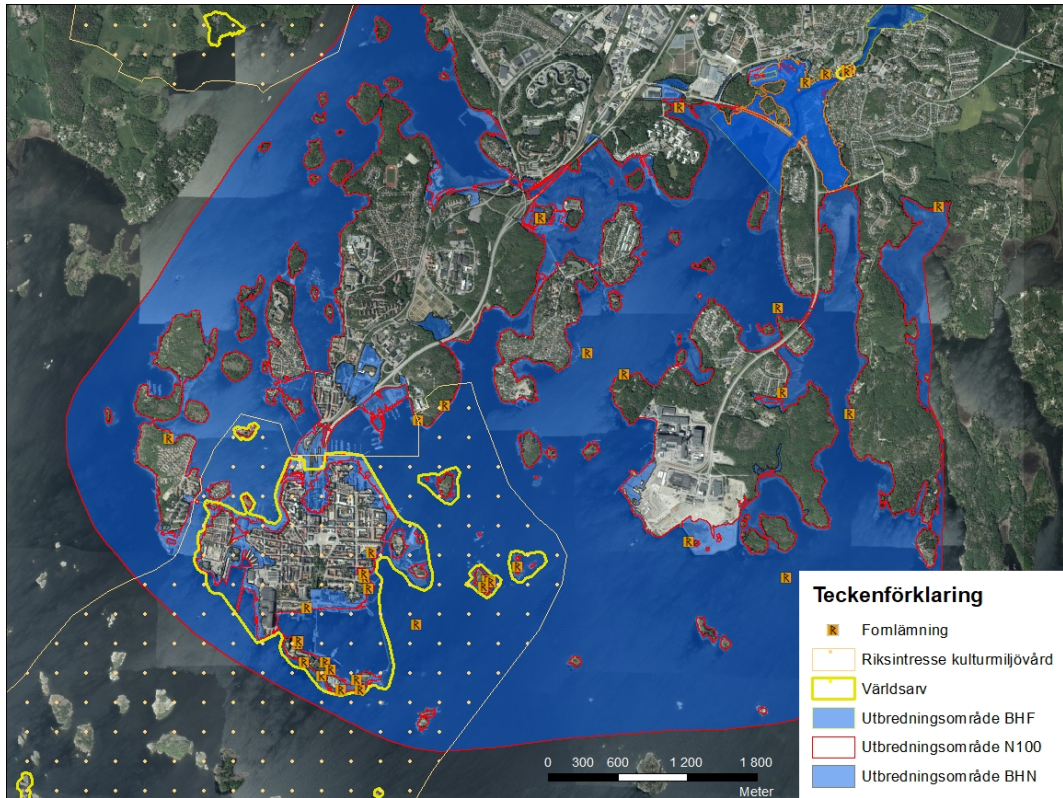 Teckenförklaring
R Fornlämning
Riksintresse kulturmiljövård
Världsarv
Utbredningsområde BHF
Utbredningsområde N100
Utbredningsområde BHN
0 300 600 1 200 1 800
Meter